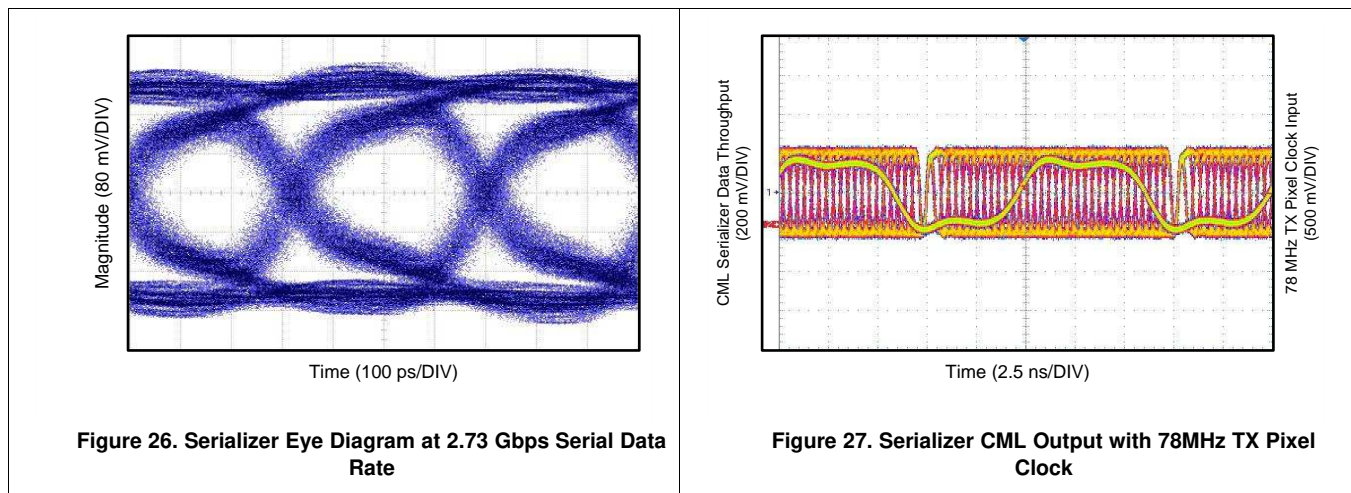 Magnitude (80 mV/DIV)
Time (100 ps/DIV)
Figure 26. Serializer Eye Diagram at 2.73 Gbps Serial Data
Rate
CML Serializer Data Throughput
(200 mV/DIV)
1
78 MHz TX Pixel Clock Input
(500 mV/DIV)
Time (2.5 ns/DIV)
Figure 27. Serializer CML Output with 78MHz TX Pixel
Clock